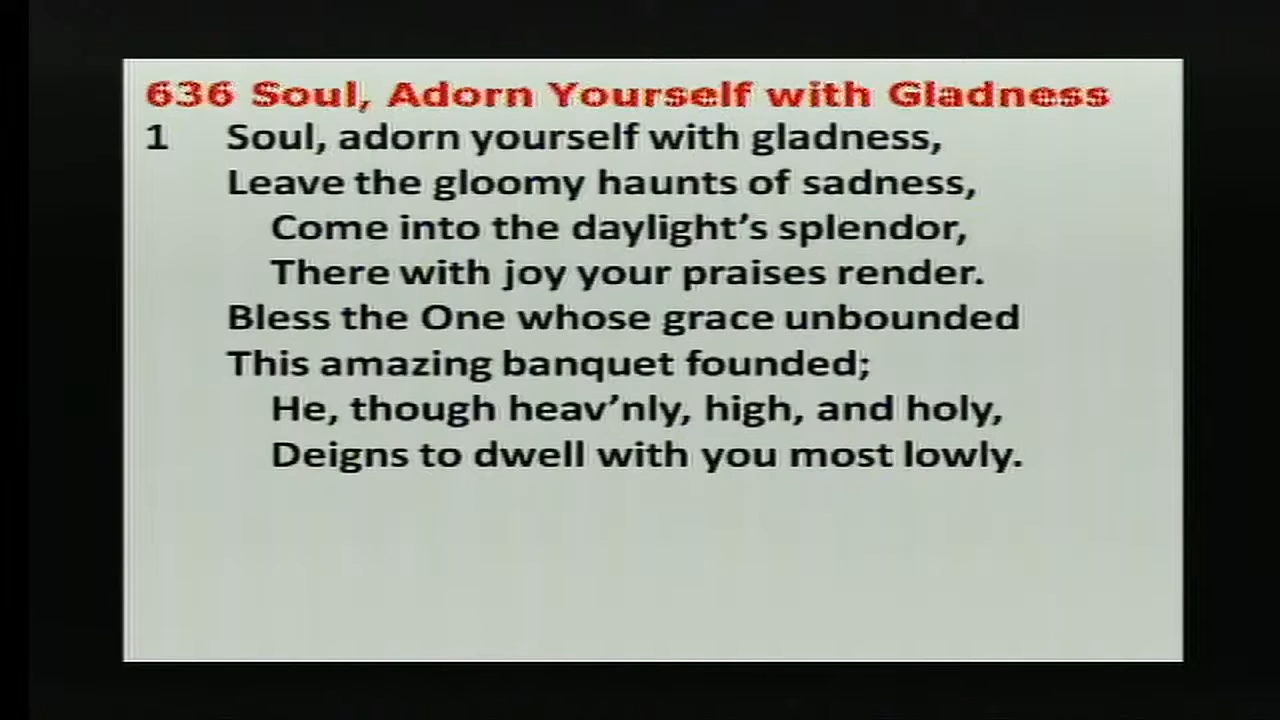 636 Soul, Adorn Yourself with Gladness
1 Soul, adorn yourself with gladness,
Leave the gloomy haunts of sadness,
Come into the daylight’s splendor,
There with joy your praises render.
Bless the One whose grace unbounded
This amazing banquet founded;
He, though heav’nly, high, and holy,
Deigns to dwell with you most lowly.